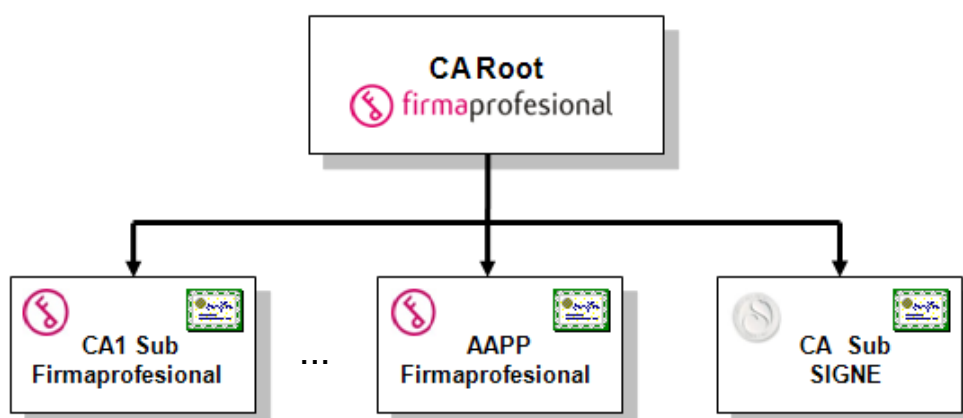 CA Root
firmaprofesional
CA1 Sub
Firmaprofesional
...
AAPP
Firmaprofesional
CA Sub
SIGNE